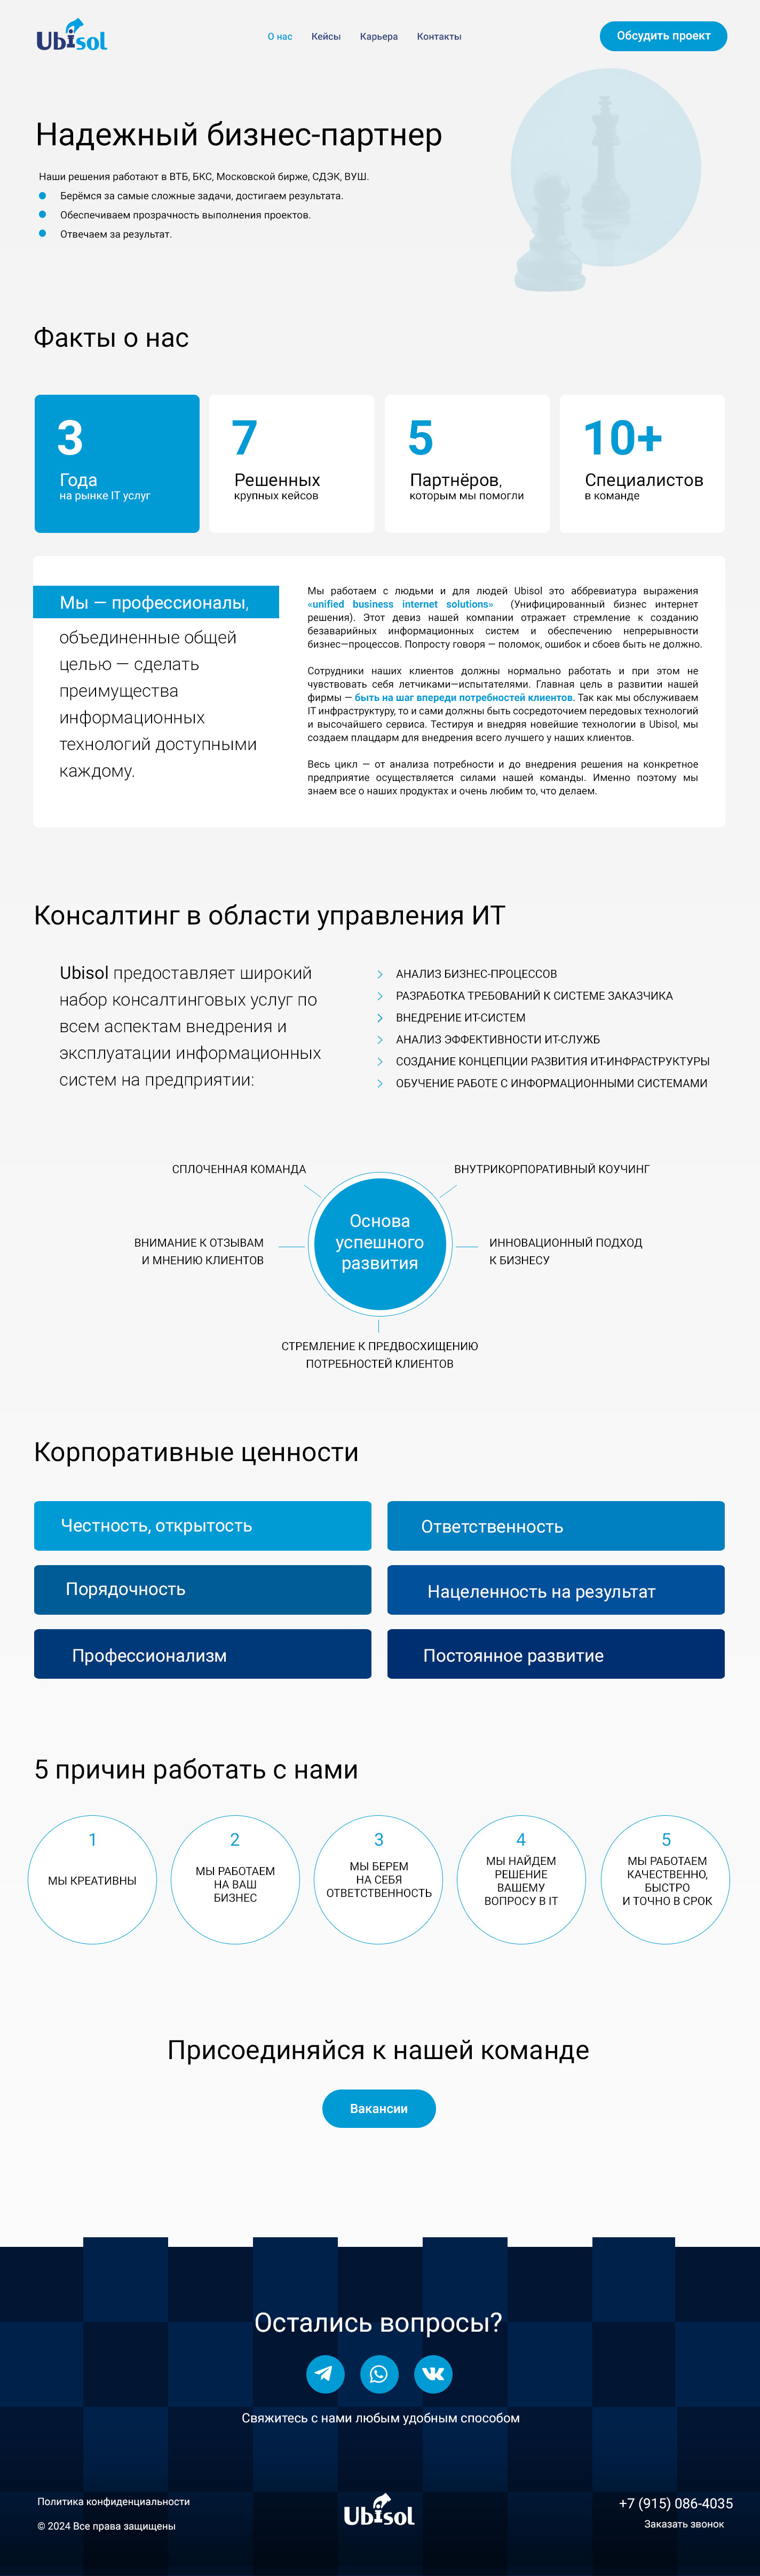 Ubisol
О нас
Кейсы
Карьера
Контакты
Обсудить проект
Надежный бизнес-партнер
Наши решения работают в ВТБ, БКС, Московской бирже, СДЭК, ВУШ.
Берёмся за самые сложные задачи, достигаем результата.
Обеспечиваем прозрачность выполнения проектов.
Отвечаем за результат.
Факты о нас
3
Года
на рынке IT услуг
7
Решенных
крупных кейсов
5
Партнёров,
которым мы помогли
10+
Специалистов
в команде
Мы — профессионалы,
объединенные общей
целью — сделать
преимущества
информационных
технологий доступными
каждому.
Мы работаем с людьми и для людей Ubisol это аббревиатура выражения
«unified business internet solutions» (Унифицированный бизнес интернет
решения). Этот девиз нашей компании отражает стремление к созданию
безаварийных информационных систем и обеспечению непрерывности
бизнес—процессов. Попросту говоря — поломок, ошибок и сбоев быть не должно.
Сотрудники наших клиентов должны нормально работать и при этом не
чувствовать себя летчиками—испытателями. Главная цель в развитии нашей
фирмы — быть на шаг впереди потребностей клиентов. Так как мы обслуживаем
IT инфраструктуру, то и сами должны быть сосредоточием передовых технологий
и высочайшего сервиса. Тестируя и внедряя новейшие технологии в Ubisol, мы
создаем плацдарм для внедрения всего лучшего у наших клиентов.
Весь цикл — от анализа потребности и до внедрения решения на конкретное
предприятие осуществляется силами нашей команды. Именно поэтому мы
знаем все о наших продуктах и очень любим то, что делаем.
Консалтинг в области управления ИТ
Ubisol предоставляет широкий
набор консалтинговых услуг по
всем аспектам внедрения и
эксплуатации информационных
систем на предприятии:
АНАЛИЗ БИЗНЕС-ПРОЦЕССОВ
РАЗРАБОТКА ТРЕБОВАНИЙ К СИСТЕМЕ ЗАКАЗЧИКА
ВНЕДРЕНИЕ ИТ-СИСТЕМ
АНАЛИЗ ЭФФЕКТИВНОСТИ ИТ-СЛУЖБ
СОЗДАНИЕ КОНЦЕПЦИИ РАЗВИТИЯ ИТ-ИНФРАСТРУКТУРЫ
ОБУЧЕНИЕ РАБОТЕ С ИНФОРМАЦИОННЫМИ СИСТЕМАМИ
СПЛОЧЕННАЯ КОМАНДА
ВНУТРИКОРПОРАТИВНЫЙ КОУЧИНГ
Основа
успешного
развития
ВНИМАНИЕ К ОТЗЫВАМ
И МНЕНИЮ КЛИЕНТОВ
ИННОВАЦИОННЫЙ ПОДХОД
К БИЗНЕСУ
СТРЕМЛЕНИЕ К ПРЕДВОСХИЩЕНИЮ
ПОТРЕБНОСТЕЙ КЛИЕНТОВ
Корпоративные ценности
Честность, открытость
Ответственность
Порядочность
Нацеленность на результат
Профессионализм
Постоянное развитие
5 причин работать с нами
1
МЫ КРЕАТИВНЫ
2
МЫ РАБОТАЕМ
НА ВАШ
БИЗНЕС
3
МЫ БЕРЕМ
НА СЕБЯ
ОТВЕТСТВЕННОСТЬ
4
МЫ НАЙДЕМ
РЕШЕНИЕ
ВАШЕМУ
ВОПРОСУ В IT
5
МЫ РАБОТАЕМ
КАЧЕСТВЕННО,
БЫСТРО
И ТОЧНО В СРОК
Присоединяйся к нашей команде
Вакансии
Остались вопросы?
Свяжитесь с нами любым удобным способом
Политика конфиденциальности
© 2024 Все права защищены
Ubisol
+7 (915) 086-4035
Заказать звонок